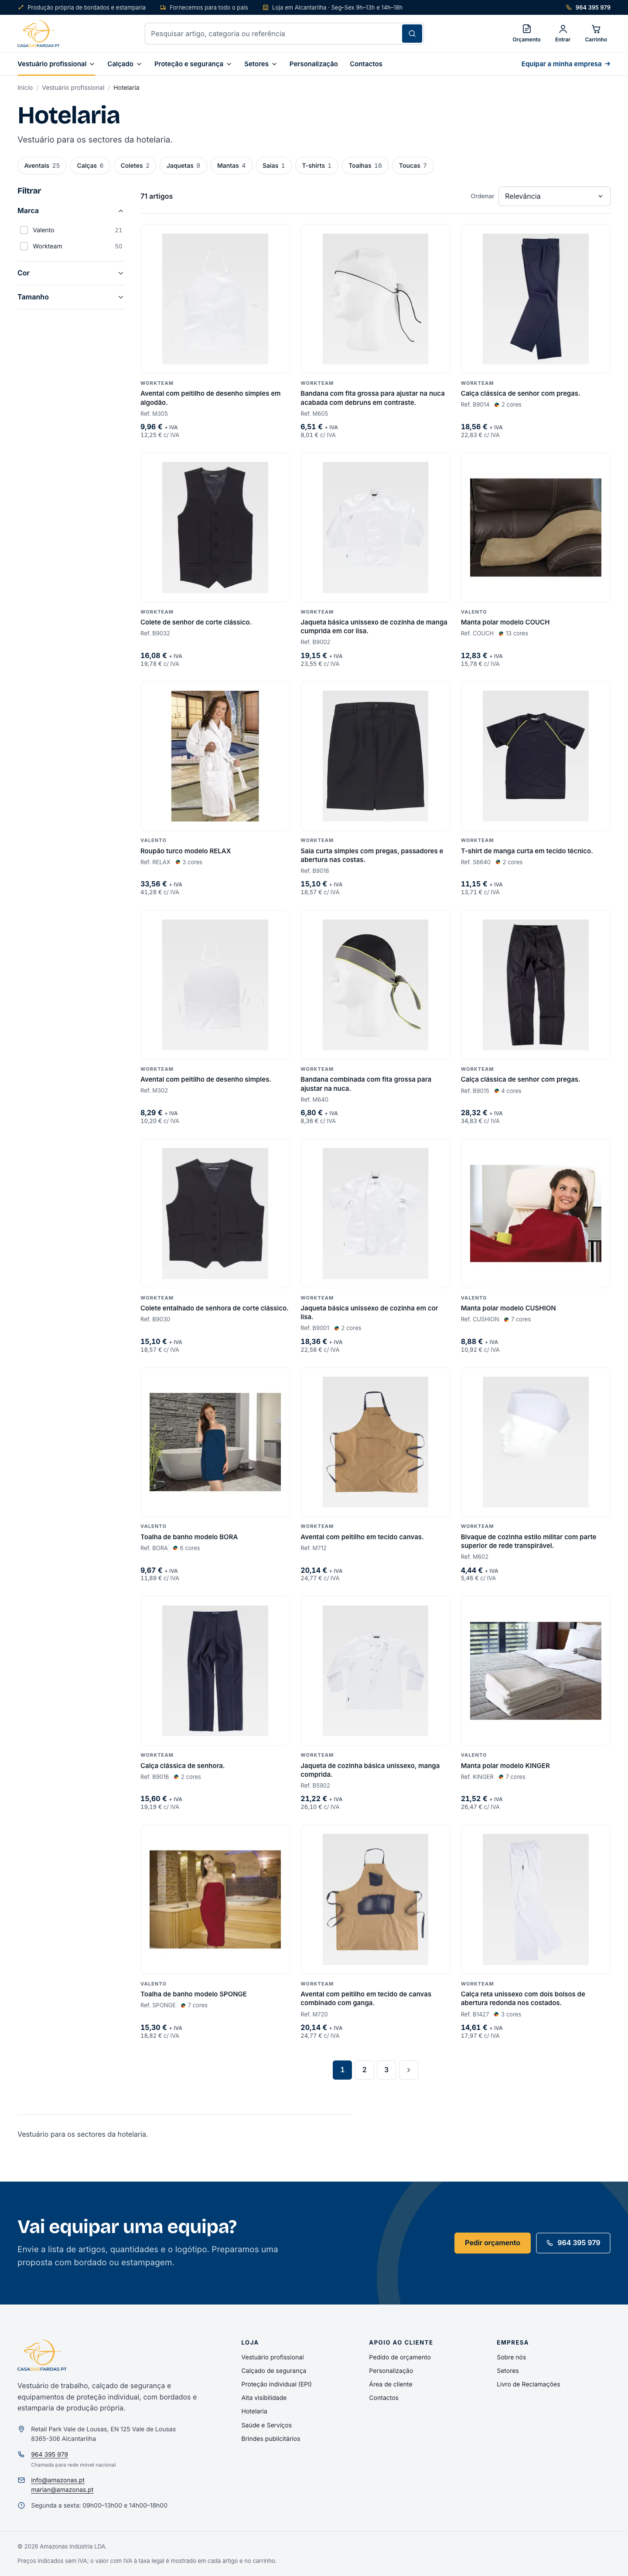 Produção própria de bordados e estamparia
Fornecemos para todo o país
Loja em Alcantarilha · Seg–Sex 9h–13h e 14h–18h
964 395 979
CASADASFARDAS.PT
Pesquisar artigo, categoria ou referência
Orçamento
Entrar
Carrinho
Vestuário profissional
Calçado
Proteção e segurança
Setores
Personalização
Contactos
Equipar a minha empresa
Início / Vestuário profissional / Hotelaria
Hotelaria
Vestuário para os sectores da hotelaria.
Aventais 25
Calças 6
Coletes 2
Jaquetas 9
Mantas 4
Saias 1
T-shirts 1
Toalhas 16
Toucas 7
Filtrar
Marca
Valento 21
Workteam 50
Cor
Tamanho
71 artigos
Ordenar
Relevância
WORKTEAM
Avental com peitilho de desenho simples em algodão.
Ref. M305
9,96 € + IVA
12,25 € c/ IVA
WORKTEAM
Bandana com fita grossa para ajustar na nuca acabada com debruns em contraste.
Ref. M605
6,51 € + IVA
8,01 € c/ IVA
WORKTEAM
Calça clássica de senhor com pregas.
Ref. B9014 2 cores
18,56 € + IVA
22,83 € c/ IVA
WORKTEAM
Colete de senhor de corte clássico.
Ref. B9032
16,08 € + IVA
19,78 € c/ IVA
WORKTEAM
Jaqueta básica unissexo de cozinha de manga cumprida em cor lisa.
Ref. B9002
19,15 € + IVA
23,55 € c/ IVA
VALENTO
Manta polar modelo COUCH
Ref. COUCH 13 cores
12,83 € + IVA
15,78 € c/ IVA
VALENTO
Roupão turco modelo RELAX
Ref. RELAX 3 cores
33,56 € + IVA
41,28 € c/ IVA
WORKTEAM
Saia curta simples com pregas, passadores e abertura nas costas.
Ref. B9018
15,10 € + IVA
18,57 € c/ IVA
WORKTEAM
T-shirt de manga curta em tecido técnico.
Ref. S6640 2 cores
11,15 € + IVA
13,71 € c/ IVA
WORKTEAM
Avental com peitilho de desenho simples.
Ref. M302
8,29 € + IVA
10,20 € c/ IVA
WORKTEAM
Bandana combinada com fita grossa para ajustar na nuca.
Ref. M640
6,80 € + IVA
8,36 € c/ IVA
WORKTEAM
Calça clássica de senhor com pregas.
Ref. B9015 4 cores
28,32 € + IVA
34,83 € c/ IVA
WORKTEAM
Colete entalhado de senhora de corte clássico.
Ref. B9030
15,10 € + IVA
18,57 € c/ IVA
WORKTEAM
Jaqueta básica unissexo de cozinha em cor lisa.
Ref. B9001 2 cores
18,36 € + IVA
22,58 € c/ IVA
VALENTO
Manta polar modelo CUSHION
Ref. CUSHION 7 cores
8,88 € + IVA
10,92 € c/ IVA
VALENTO
Toalha de banho modelo BORA
Ref. BORA 6 cores
9,67 € + IVA
11,89 € c/ IVA
WORKTEAM
Avental com peitilho em tecido canvas.
Ref. M712
20,14 € + IVA
24,77 € c/ IVA
WORKTEAM
Bivaque de cozinha estilo militar com parte superior de rede transpirável.
Ref. M602
4,44 € + IVA
5,46 € c/ IVA
WORKTEAM
Calça clássica de senhora.
Ref. B9016 2 cores
15,60 € + IVA
19,19 € c/ IVA
WORKTEAM
Jaqueta de cozinha básica unissexo, manga comprida.
Ref. B5902
21,22 € + IVA
26,10 € c/ IVA
VALENTO
Manta polar modelo KINGER
Ref. KINGER 7 cores
21,52 € + IVA
26,47 € c/ IVA
VALENTO
Toalha de banho modelo SPONGE
Ref. SPONGE 7 cores
15,30 € + IVA
18,82 € c/ IVA
WORKTEAM
Avental com peitilho em tecido de canvas combinado com ganga.
Ref. M720
20,14 € + IVA
24,77 € c/ IVA
WORKTEAM
Calça reta unissexo com dois bolsos de abertura redonda nos costados.
Ref. B1427 3 cores
14,61 € + IVA
17,97 € c/ IVA
1 2 3
Vestuário para os sectores da hotelaria.
Vai equipar uma equipa?
Envie a lista de artigos, quantidades e o logótipo. Preparamos uma
proposta com bordado ou estampagem.
Pedir orçamento
964 395 979
CASADASFARDAS.PT
Vestuário de trabalho, calçado de segurança e
equipamentos de proteção individual, com bordados e
estamparia de produção própria.
Retail Park Vale de Lousas, EN 125 Vale de Lousas
8365-306 Alcantarilha
964 395 979
Chamada para rede móvel nacional
info@amazonas.pt
marian@amazonas.pt
Segunda a sexta: 09h00–13h00 e 14h00–18h00
LOJA
Vestuário profissional
Calçado de segurança
Proteção individual (EPI)
Alta visibilidade
Hotelaria
Saúde e Serviços
Brindes publicitários
APOIO AO CLIENTE
Pedido de orçamento
Personalização
Área de cliente
Contactos
EMPRESA
Sobre nós
Setores
Livro de Reclamações
© 2026 Amazonas Indústria LDA.
Preços indicados sem IVA; o valor com IVA à taxa legal é mostrado em cada artigo e no carrinho.